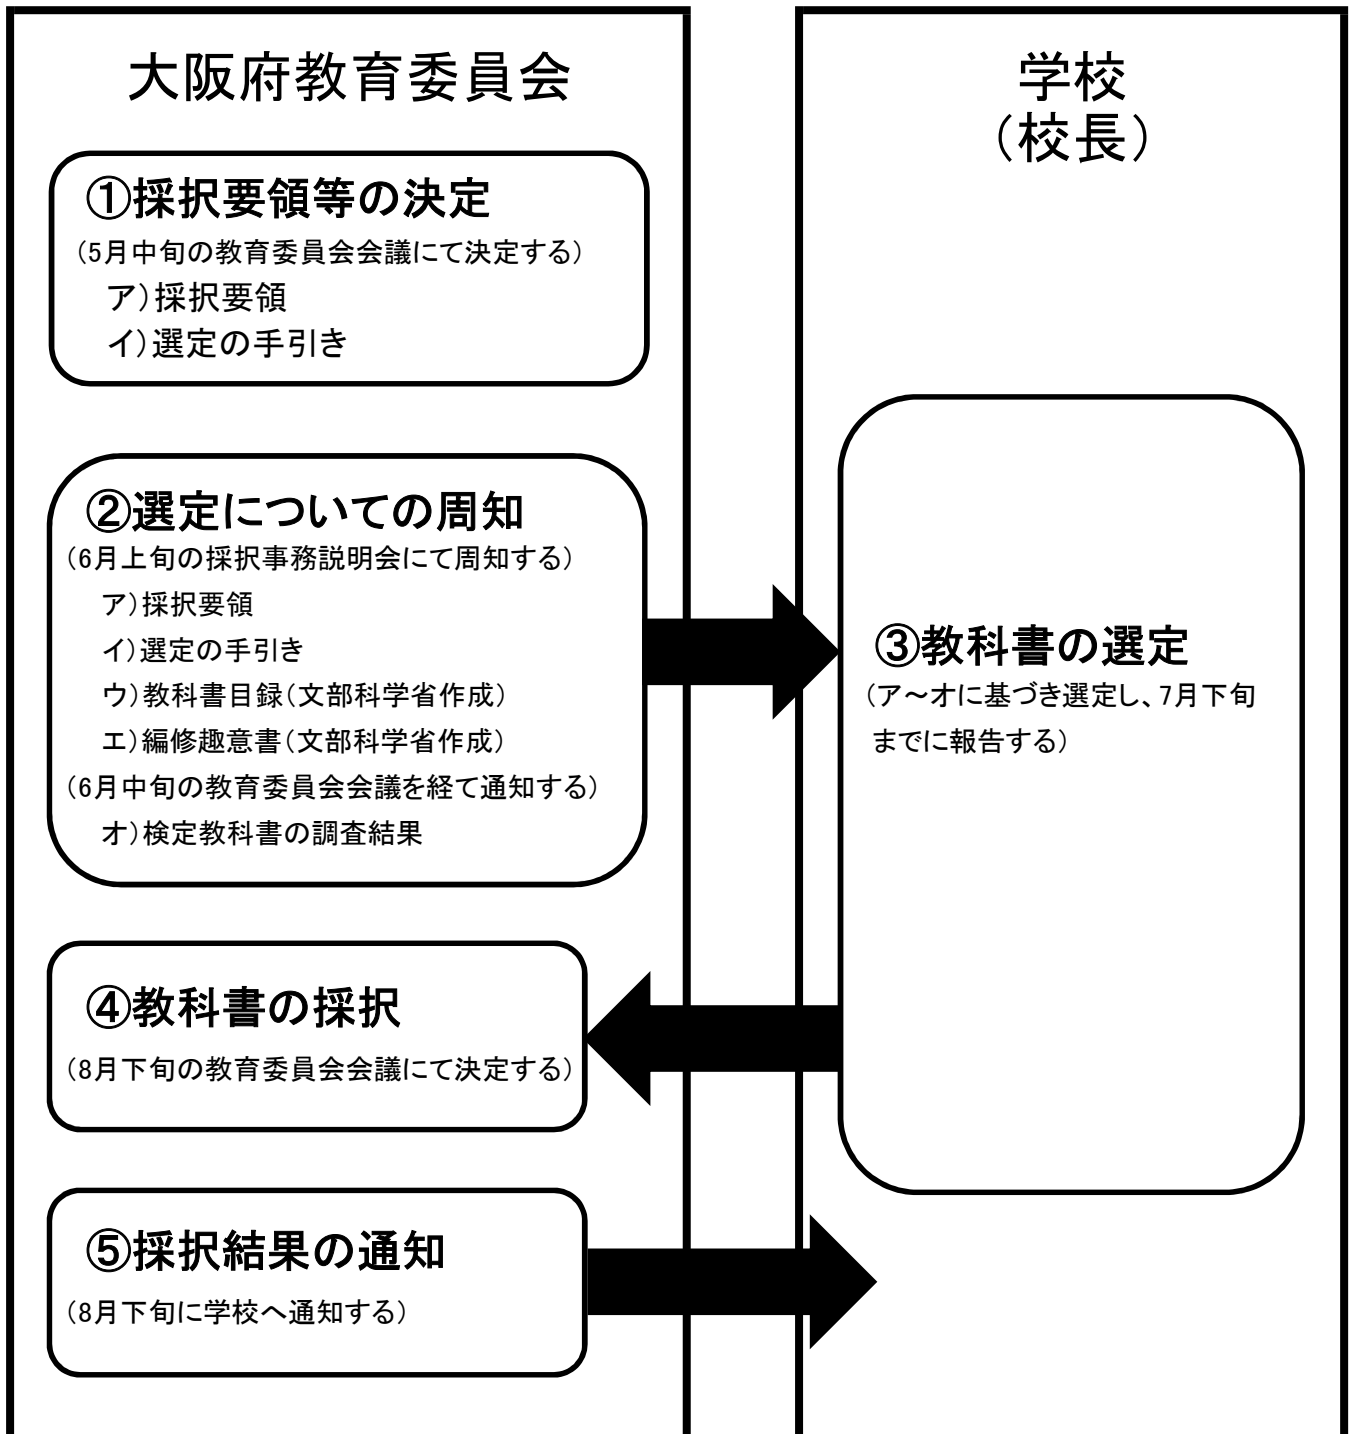 大阪府教育委員会
①採択要領等の決定
（5月中旬の教育委員会会議にて決定する）
ア）採択要領
イ）選定の手引き
②選定についての周知
（6月上旬の採択事務説明会にて周知する）
ア）採択要領
イ）選定の手引き
ウ）教科書目録（文部科学省作成）
エ）編修趣意書（文部科学省作成）
（6月中旬の教育委員会会議を経て通知する）
オ）検定教科書の調査結果
④教科書の採択
（8月下旬の教育委員会会議にて決定する）
⑤採択結果の通知
（8月下旬に学校へ通知する）
学校
（校長）
③教科書の選定
（ア～オに基づき選定し、7月下旬
までに報告する）